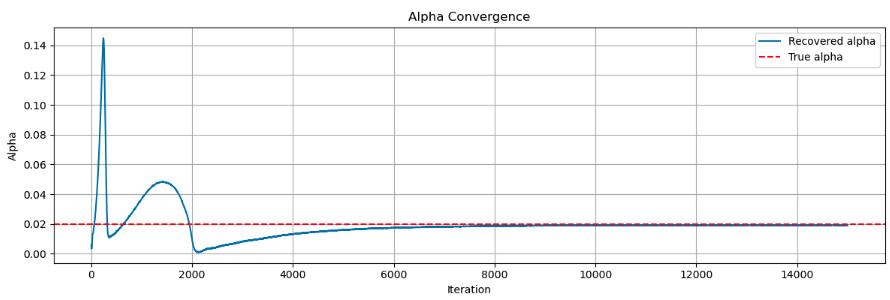 Alpha Convergence
Recovered alpha
True alpha
Alpha
0.14
0.12
0.10
0.08
0.06
0.04
0.02
0.00
0 2000 4000 6000 8000 10000 12000 14000
Iteration